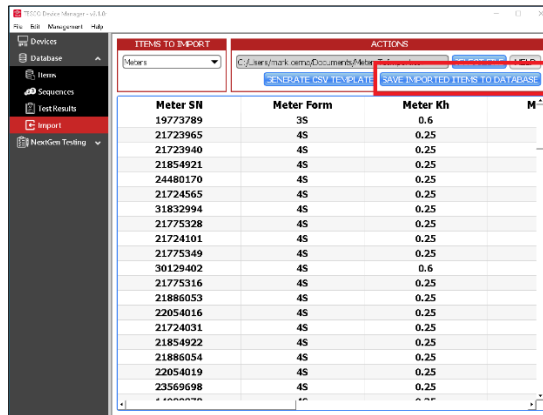 TESCO Device Manager - v2.1.0
File Edit Management Help
Devices
Database
Items
Sequences
Test Results
Import
NextGen Testing
ITEMS TO IMPORT
Meters
ACTIONS
HELP
GENERATE CSV TEMPLATE SAVE IMPORTED ITEMS TO DATABASE
Meter SN Meter Form Meter Kh M
19773789 3S 0.6
21723965 4S 0.25
21723940 4S 0.25
21854921 4S 0.25
24480170 4S 0.25
21724565 4S 0.25
31832994 4S 0.25
21775328 4S 0.25
21724101 4S 0.25
21775349 4S 0.25
30129402 4S 0.6
21775316 4S 0.25
21886053 4S 0.25
22054016 4S 0.25
21724031 4S 0.25
21854922 4S 0.25
21886054 4S 0.25
22054019 4S 0.25
23569698 4S 0.25